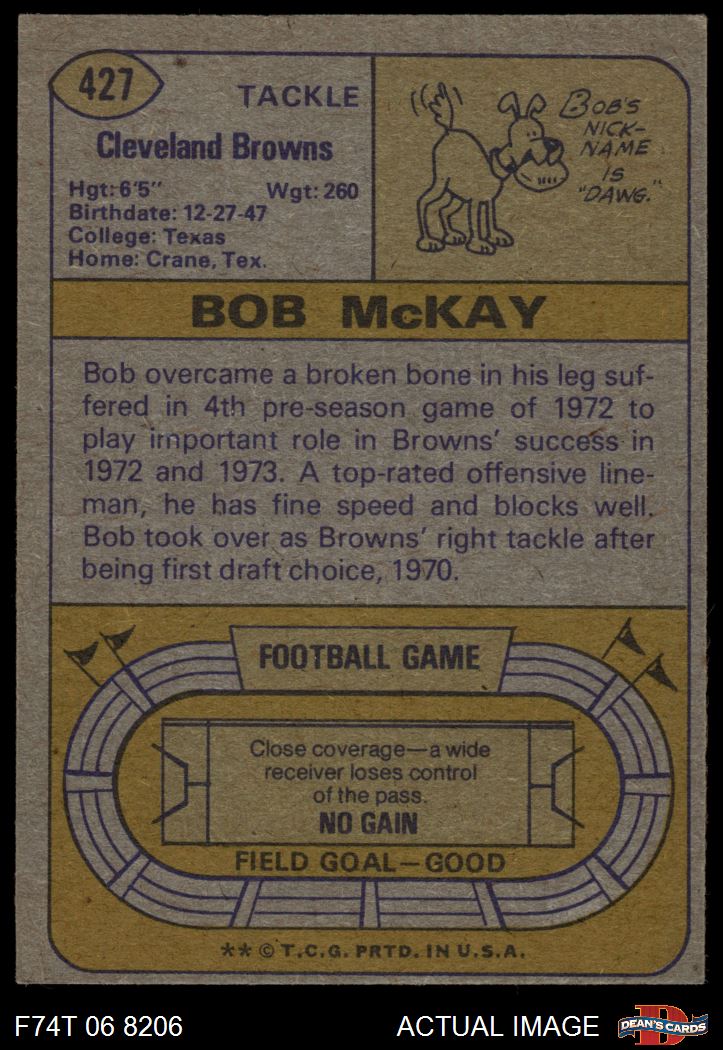 427
TACKLE
Cleveland Browns
Hgt: 6'5" Wgt: 260
Birthdate: 12-27-47
College: Texas
Home: Crane, Tex.
BOB'S
NICK-
NAME
IS
"DAWG."
BOB McKAY
Bob overcame a broken bone in his leg suf-
fered in 4th pre-season game of 1972 to
play important role in Browns' success in
1972 and 1973. A top-rated offensive line-
man, he has fine speed and blocks well.
Bob took over as Browns' right tackle after
being first draft choice, 1970.
FOOTBALL GAME
Close coverage—a wide
receiver loses control
of the pass.
NO GAIN
FIELD GOAL—GOOD
** © T.C.G. PRTD. IN U.S.A.
F74T 06 8206
ACTUAL IMAGE
D
DEAN'S CARDS